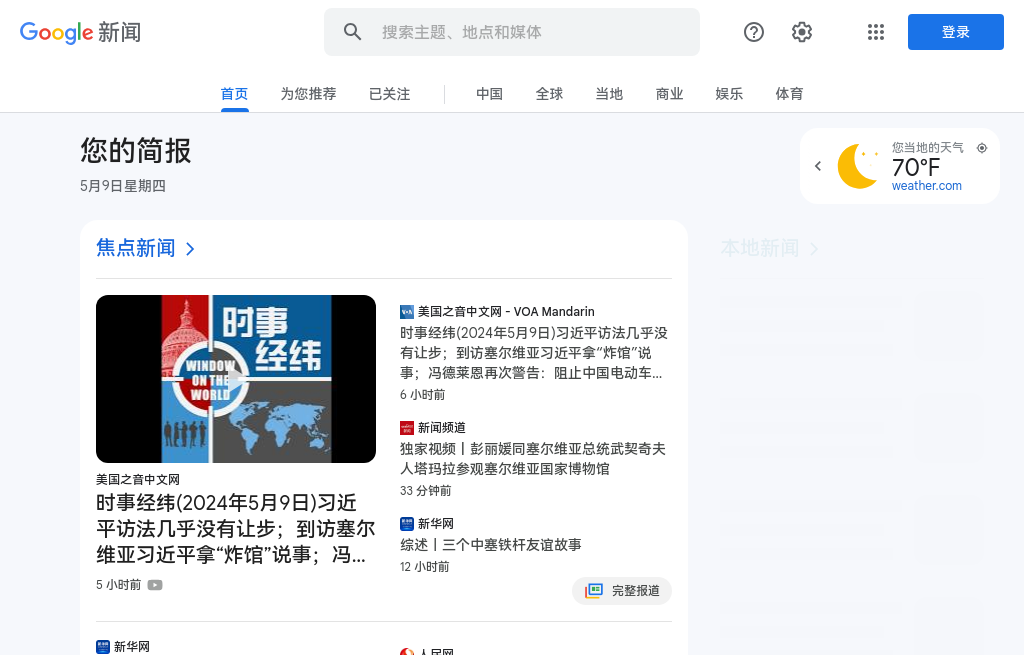 Google 新闻
搜索主题、地点和媒体
登录
首页
为您推荐
已关注
中国
全球
当地
商业
娱乐
体育
您的简报
5月9日星期四
您当地的天气
70°F
weather.com
焦点新闻
本地新闻
时事
经纬
WINDOW
ON THE
WORLD
美国之音中文网
时事经纬(2024年5月9日)习近
平访法几乎没有让步；到访塞尔
维亚习近平拿“炸馆”说事；冯...
5 小时前
美国之音中文网 - VOA Mandarin
时事经纬(2024年5月9日)习近平访法几乎没
有让步；到访塞尔维亚习近平拿“炸馆”说
事；冯德莱恩再次警告：阻止中国电动车...
6 小时前
新闻频道
独家视频丨彭丽媛同塞尔维亚总统武契奇夫
人塔玛拉参观塞尔维亚国家博物馆
33 分钟前
新华网
综述丨三个中塞铁杆友谊故事
12 小时前
完整报道
新华网
人民网